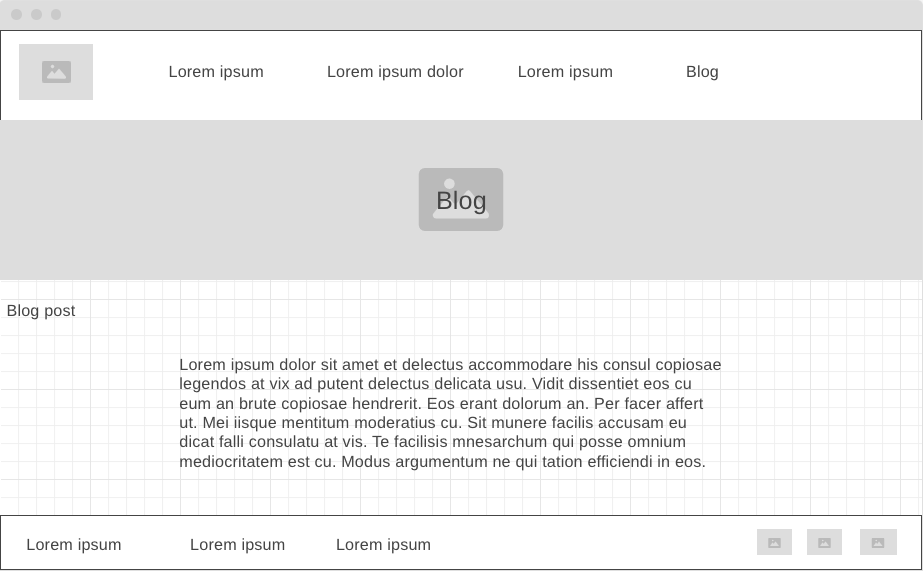 Lorem ipsum Lorem ipsum dolor Lorem ipsum Blog
Blog
Blog post
Lorem ipsum dolor sit amet et delectus accommodare his consul copiosae
legendos at vix ad putent delectus delicata usu. Vidit dissentiet eos cu
eum an brute copiosae hendrerit. Eos erant dolorum an. Per facer affert
ut. Mei iisque mentitum moderatius cu. Sit munere facilis accusam eu
dicat falli consulatu at vis. Te facilisis mnesarchum qui posse omnium
mediocritatem est cu. Modus argumentum ne qui tation efficiendi in eos.
Lorem ipsum Lorem ipsum Lorem ipsum